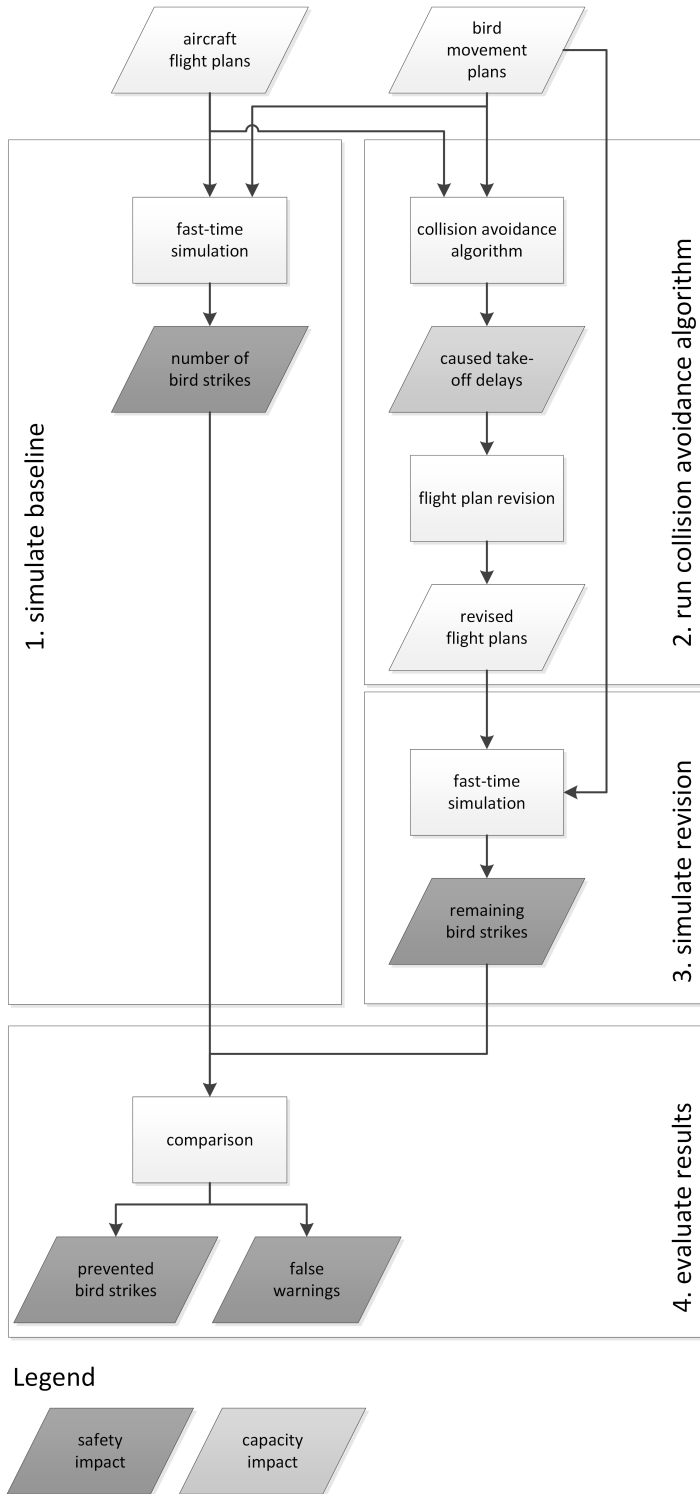 aircraft
flight plans
bird
movement
plans
fast-time
simulation
collision avoidance
algorithm
number of
bird strikes
caused take-
off delays
flight plan revision
revised
flight plans
1. simulate baseline
2. run collision avoidance algorithm
fast-time
simulation
remaining
bird strikes
3. simulate revision
comparison
prevented
bird strikes
false
warnings
4. evaluate results
Legend
safety
impact
capacity
impact